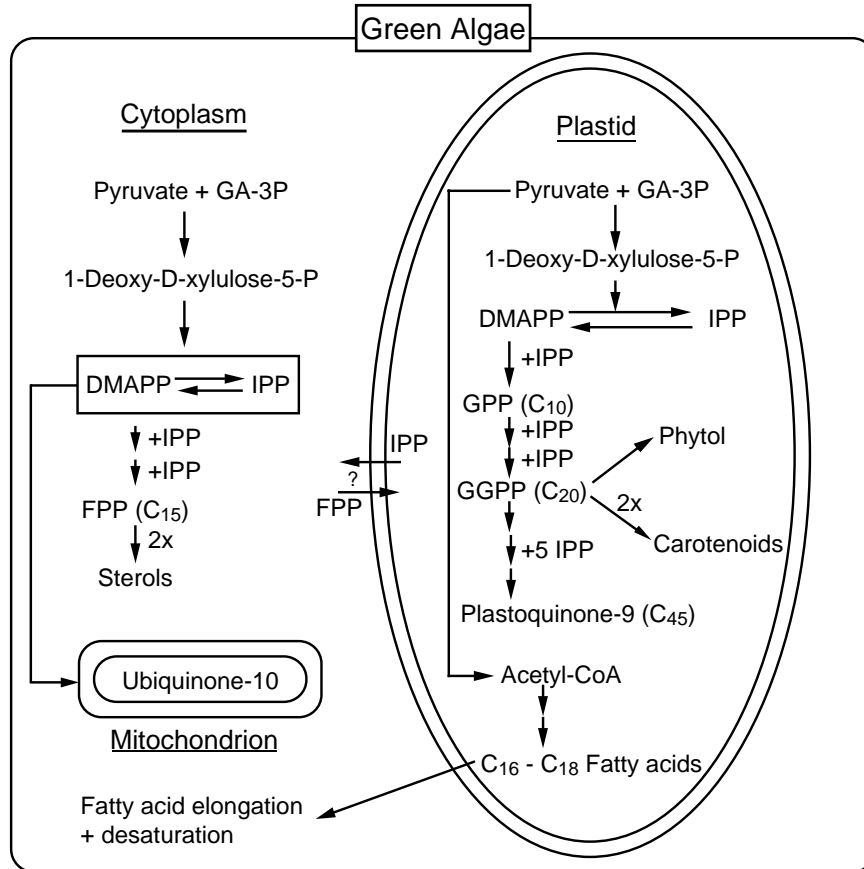 Green Algae
Cytoplasm
Pyruvate + GA-3P
1-Deoxy-D-xylulose-5-P
DMAPP IPP
+IPP
+IPP
FPP (C15)
2x
Sterols
Ubiquinone-10
Mitochondrion
IPP
?
FPP
Plastid
Pyruvate + GA-3P
1-Deoxy-D-xylulose-5-P
DMAPP IPP
+IPP
GPP (C10)
+IPP
+IPP
Phytol
GGPP (C20)
2x
Carotenoids
+5 IPP
Plastoquinone-9 (C45)
Acetyl-CoA
C16 - C18 Fatty acids
Fatty acid elongation
+ desaturation